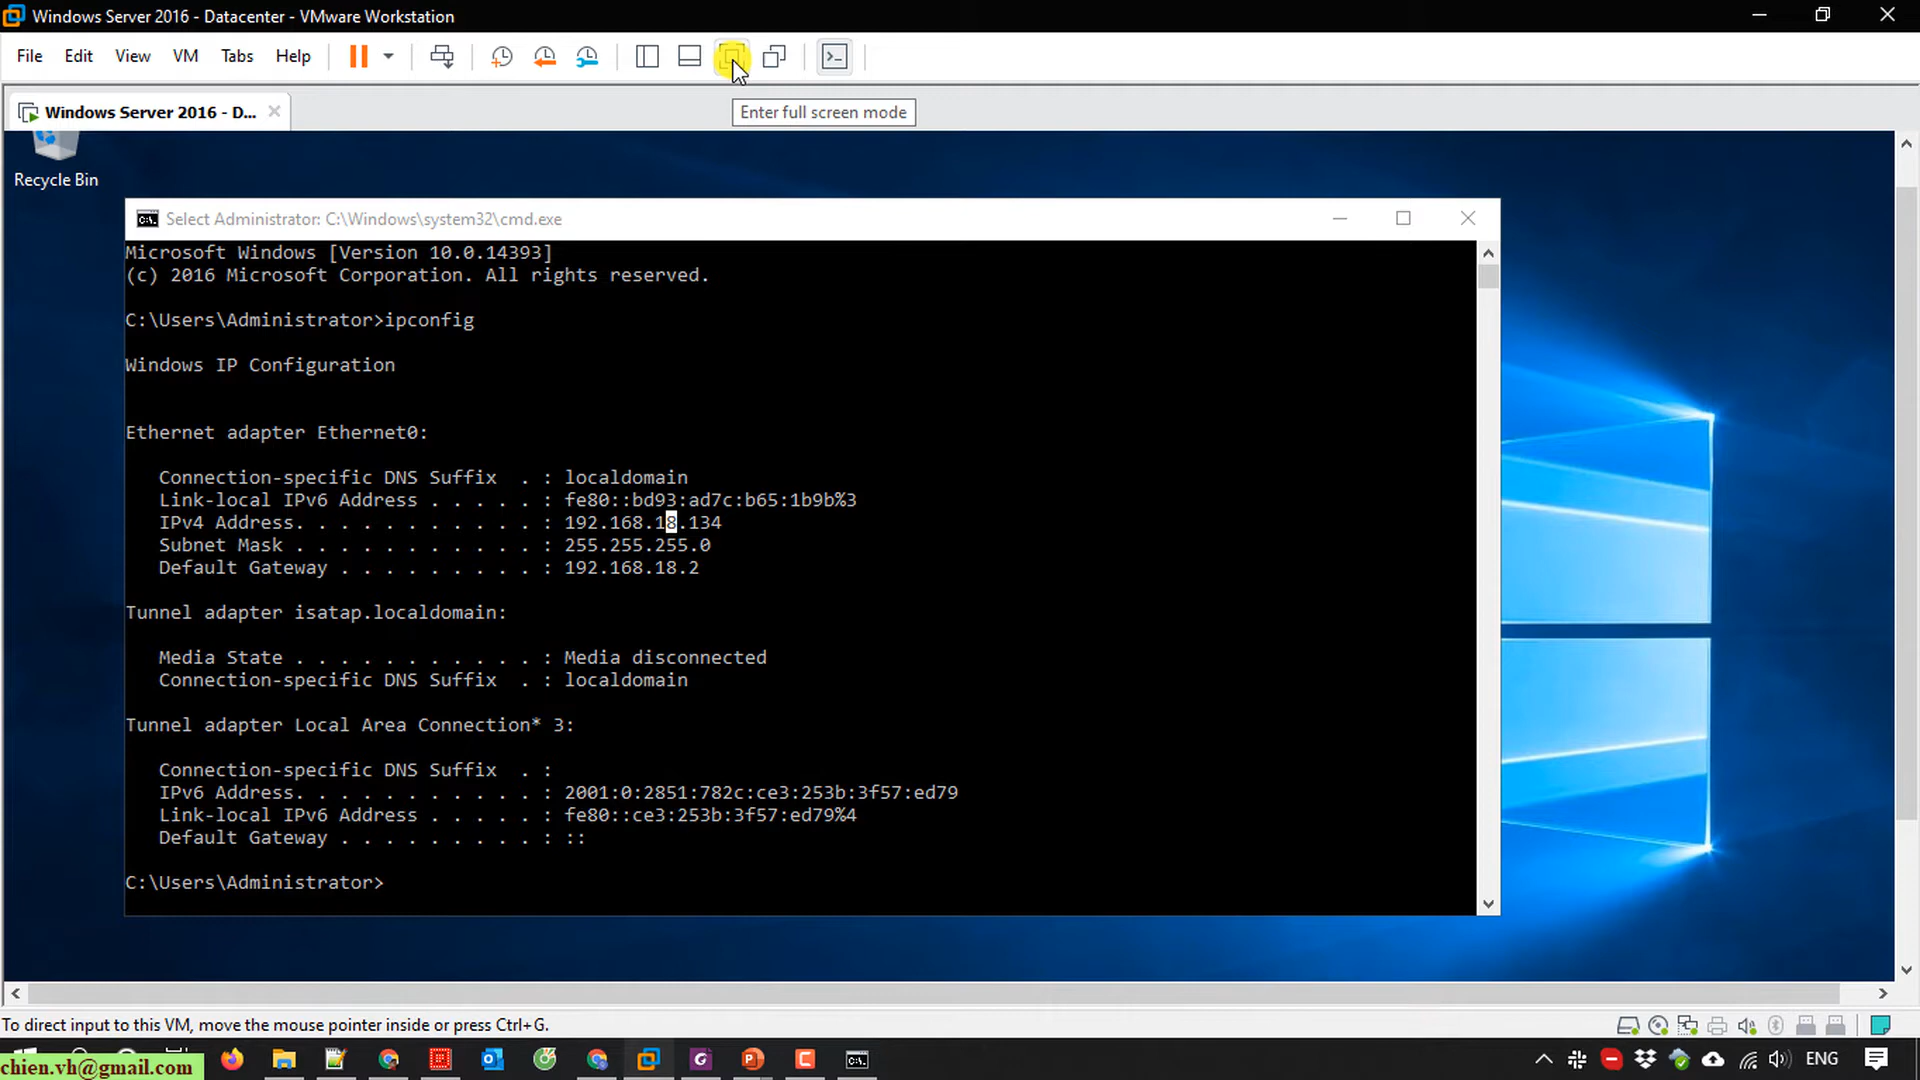 Windows Server 2016 - Datacenter - VMware Workstation
File Edit View VM Tabs Help
Enter full screen mode
Windows Server 2016 - D...
Recycle Bin
Select Administrator: C:\Windows\system32\cmd.exe
Microsoft Windows [Version 10.0.14393]
(c) 2016 Microsoft Corporation. All rights reserved.
C:\Users\Administrator>ipconfig
Windows IP Configuration
Ethernet adapter Ethernet0:
Connection-specific DNS Suffix . : localdomain
Link-local IPv6 Address . . . . . : fe80::bd93:ad7c:b65:1b9b%3
IPv4 Address. . . . . . . . . . . : 192.168.18.134
Subnet Mask . . . . . . . . . . . : 255.255.255.0
Default Gateway . . . . . . . . . : 192.168.18.2
Tunnel adapter isatap.localdomain:
Media State . . . . . . . . . . . : Media disconnected
Connection-specific DNS Suffix . : localdomain
Tunnel adapter Local Area Connection* 3:
Connection-specific DNS Suffix . :
IPv6 Address. . . . . . . . . . . : 2001:0:2851:782c:ce3:253b:3f57:ed79
Link-local IPv6 Address . . . . . : fe80::ce3:253b:3f57:ed79%4
Default Gateway . . . . . . . . . : ::
C:\Users\Administrator>
To direct input to this VM, move the mouse pointer inside or press Ctrl+G.
chien.vh@gmail.com
ENG